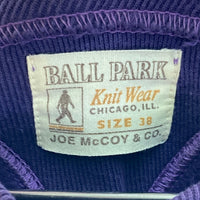 BALL PARK
Knit Wear
CHICAGO, ILL.
SIZE 38
JOE McCOY & CO.